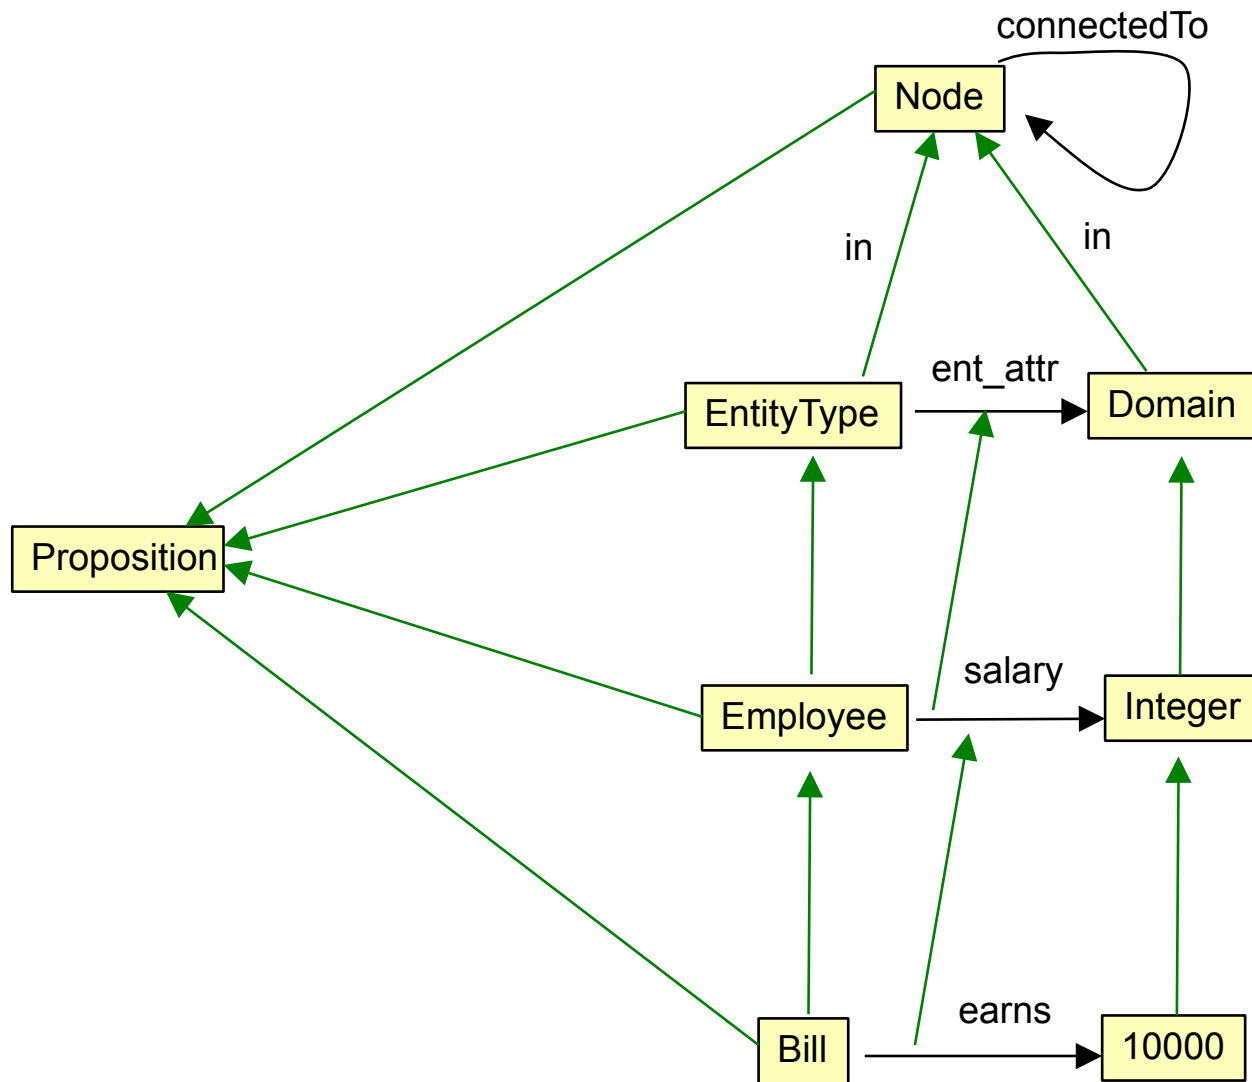 connectedTo
Node
in
in
ent_attr
EntityType
Domain
Proposition
salary
Employee
Integer
earns
Bill
10000